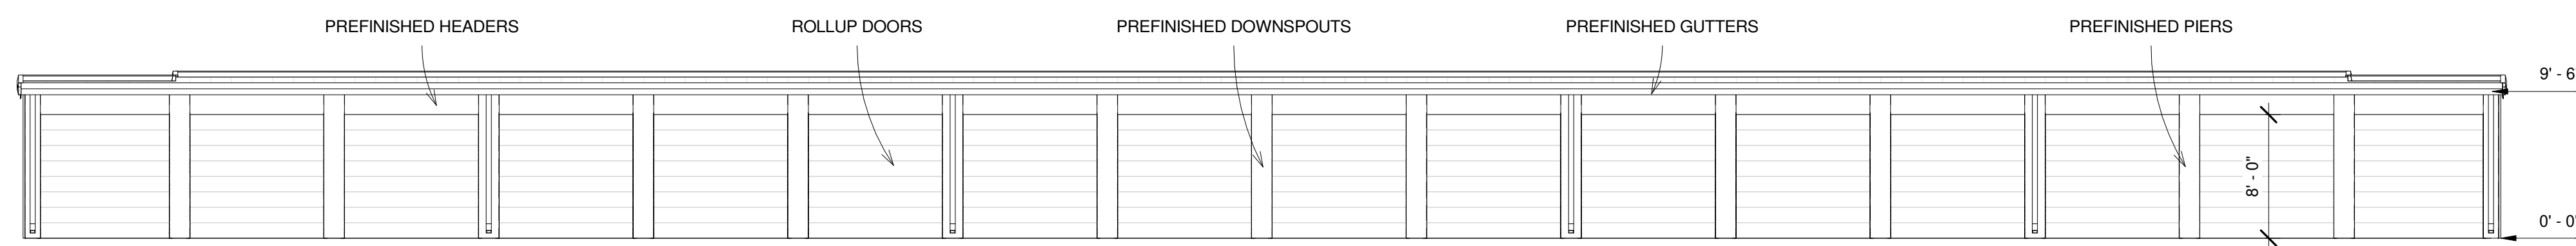 PREFINISHED HEADERS
ROLLUP DOORS
PREFINISHED DOWNSPOUTS
PREFINISHED GUTTERS
PREFINISHED PIERS
9' - 6
8' - 0"
0' - 0"